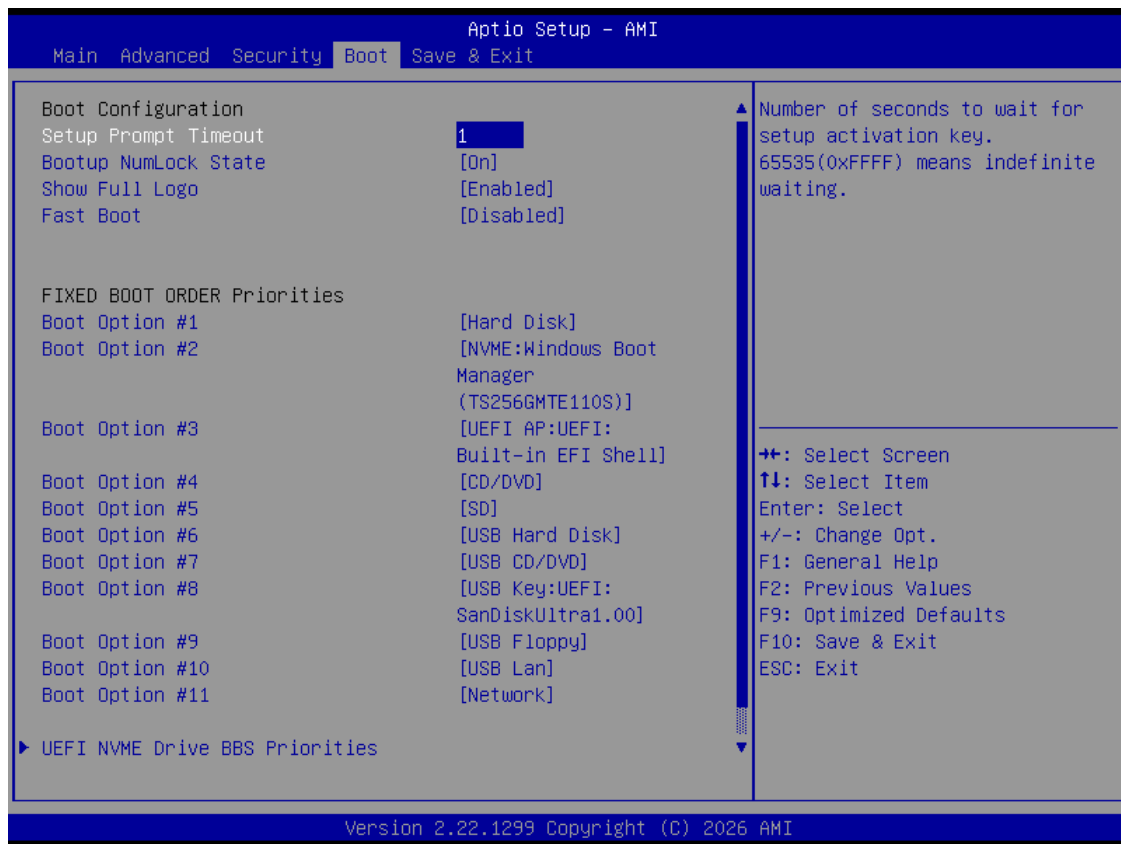 Aptio Setup – AMI
Main Advanced Security Boot Save & Exit
Boot Configuration
Setup Prompt Timeout 1
Bootup NumLock State [On]
Show Full Logo [Enabled]
Fast Boot [Disabled]
FIXED BOOT ORDER Priorities
Boot Option #1 [Hard Disk]
Boot Option #2 [NVME:Windows Boot
Manager
(TS256GMTE110S)]
Boot Option #3 [UEFI AP:UEFI:
Built-in EFI Shell]
Boot Option #4 [CD/DVD]
Boot Option #5 [SD]
Boot Option #6 [USB Hard Disk]
Boot Option #7 [USB CD/DVD]
Boot Option #8 [USB Key:UEFI:
SanDiskUltra1.00]
Boot Option #9 [USB Floppy]
Boot Option #10 [USB Lan]
Boot Option #11 [Network]
UEFI NVME Drive BBS Priorities
Number of seconds to wait for
setup activation key.
65535(0xFFFF) means indefinite
waiting.
→←: Select Screen
↑↓: Select Item
Enter: Select
+/-: Change Opt.
F1: General Help
F2: Previous Values
F9: Optimized Defaults
F10: Save & Exit
ESC: Exit
Version 2.22.1299 Copyright (C) 2026 AMI